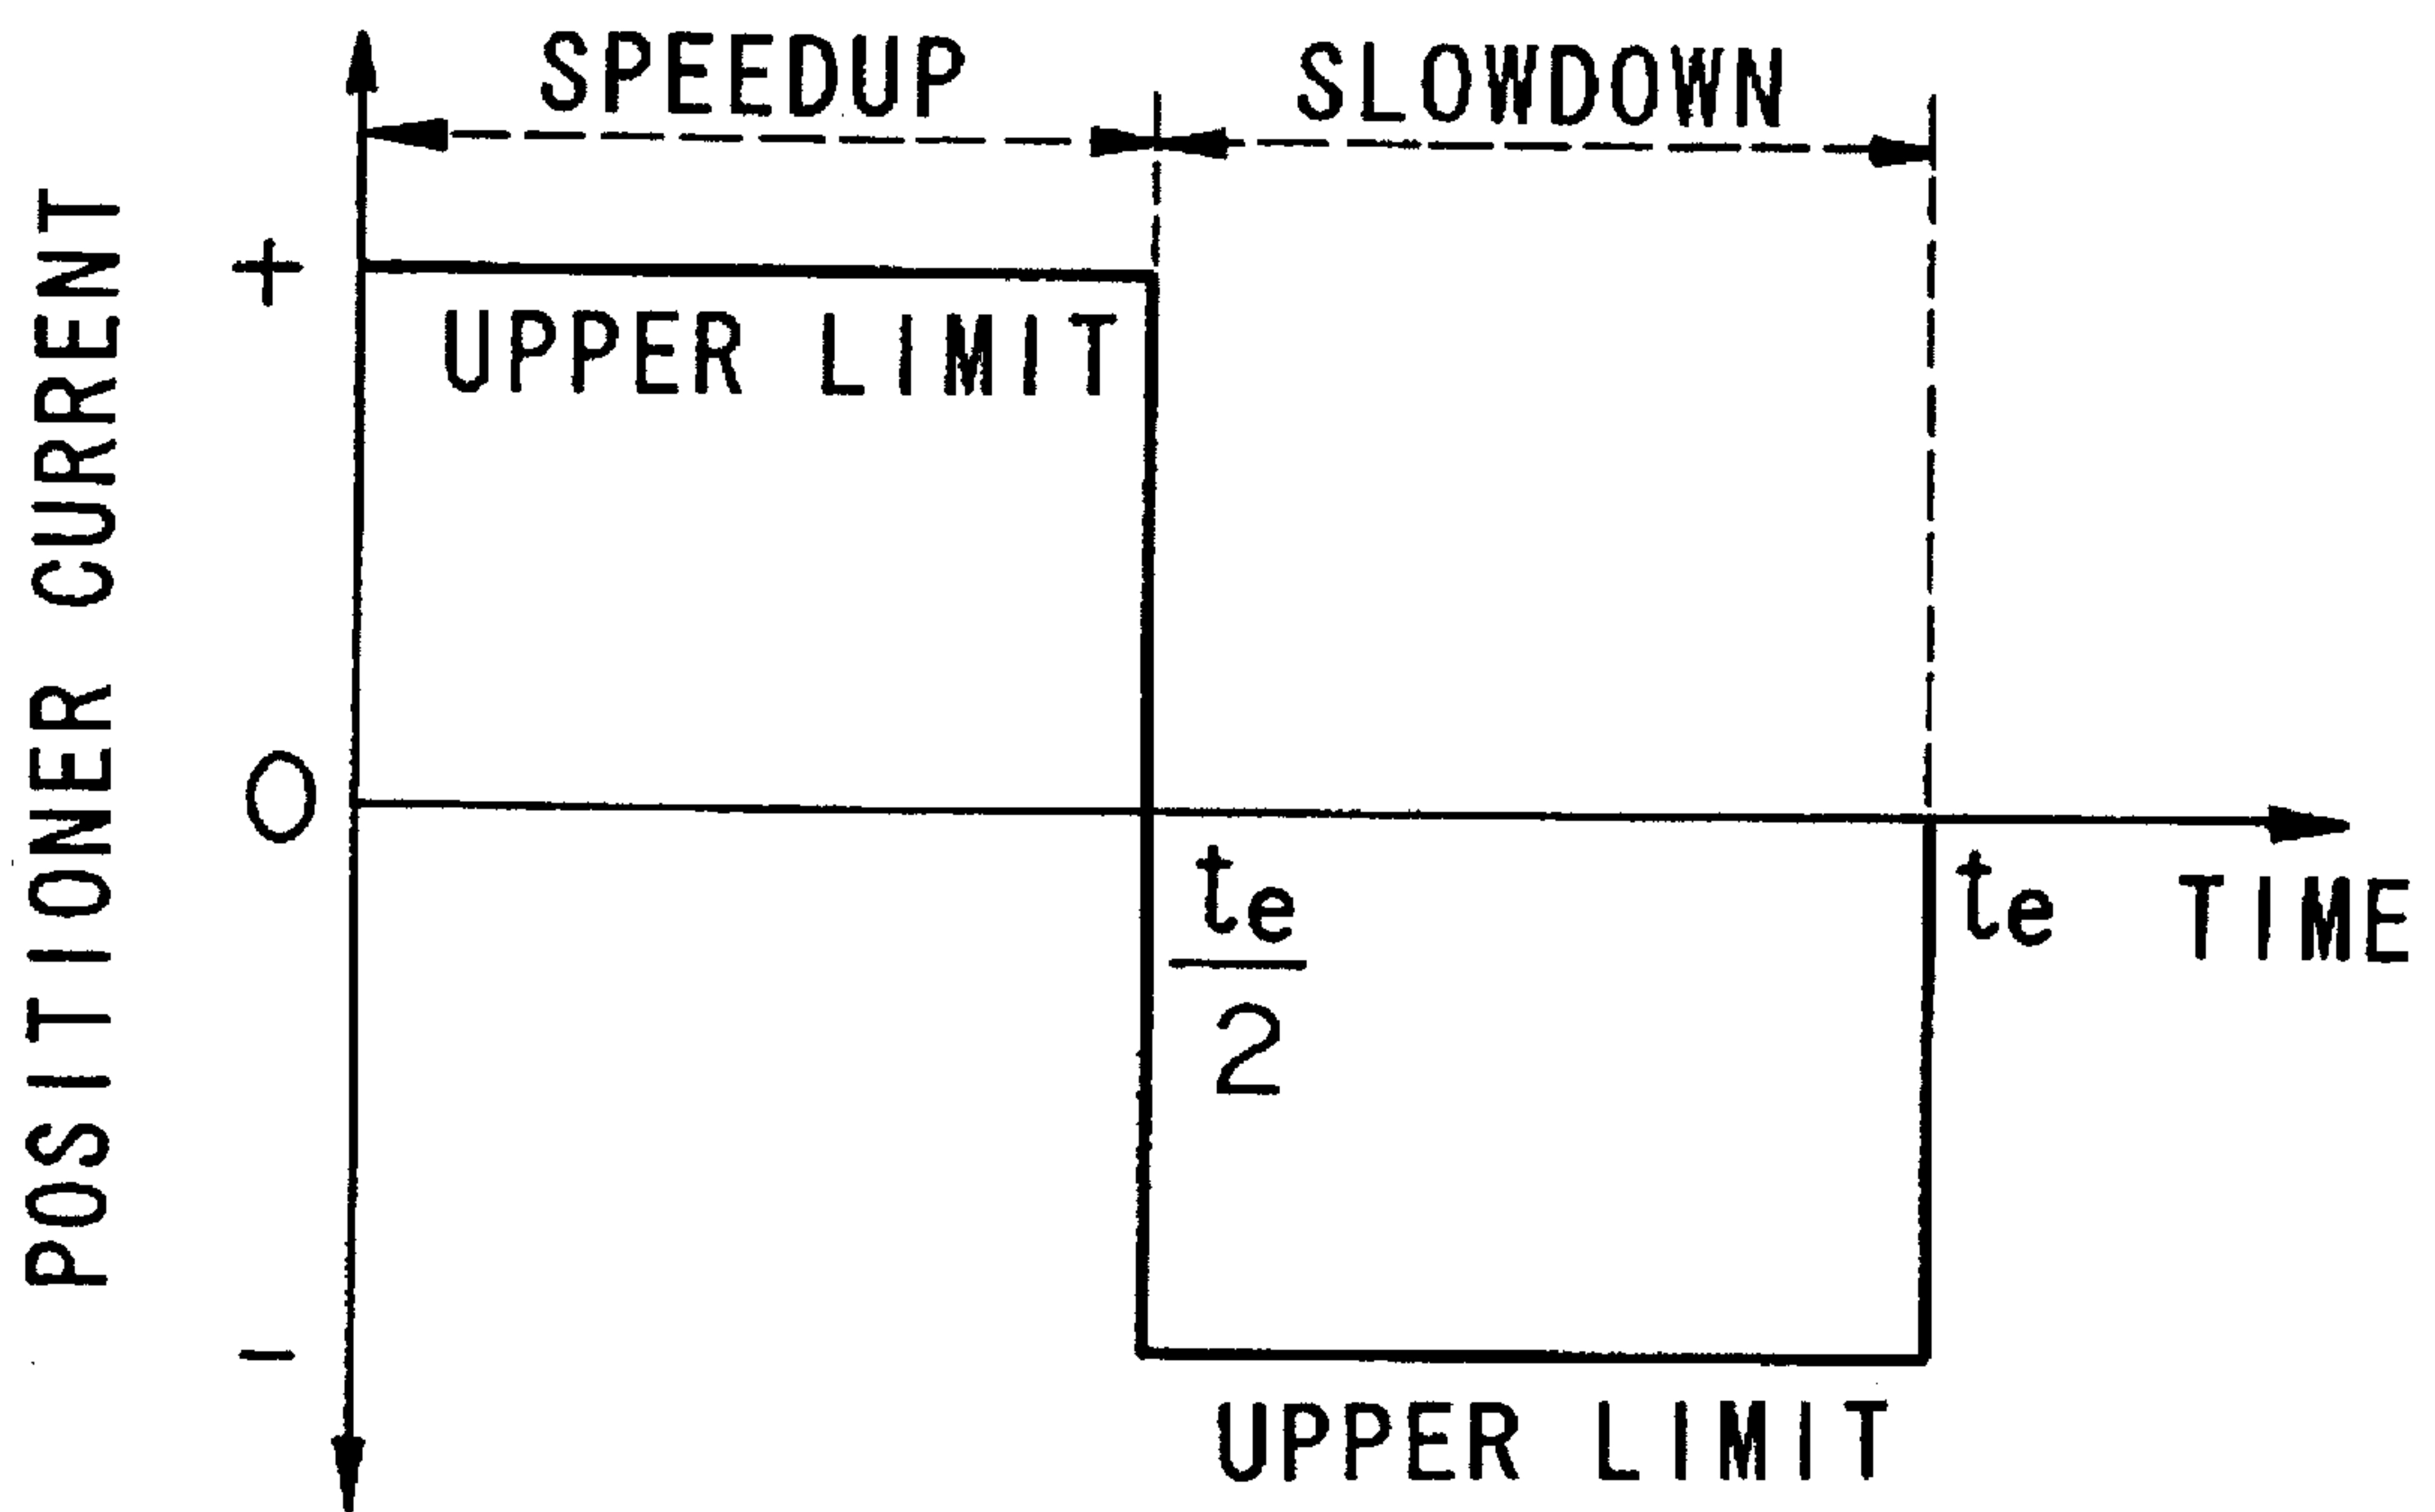 SPEEDUP
SLOWDOWN
POSITIONER CURRENT
+
UPPER LIMIT
O
te
2
te
TIME
-
UPPER LIMIT